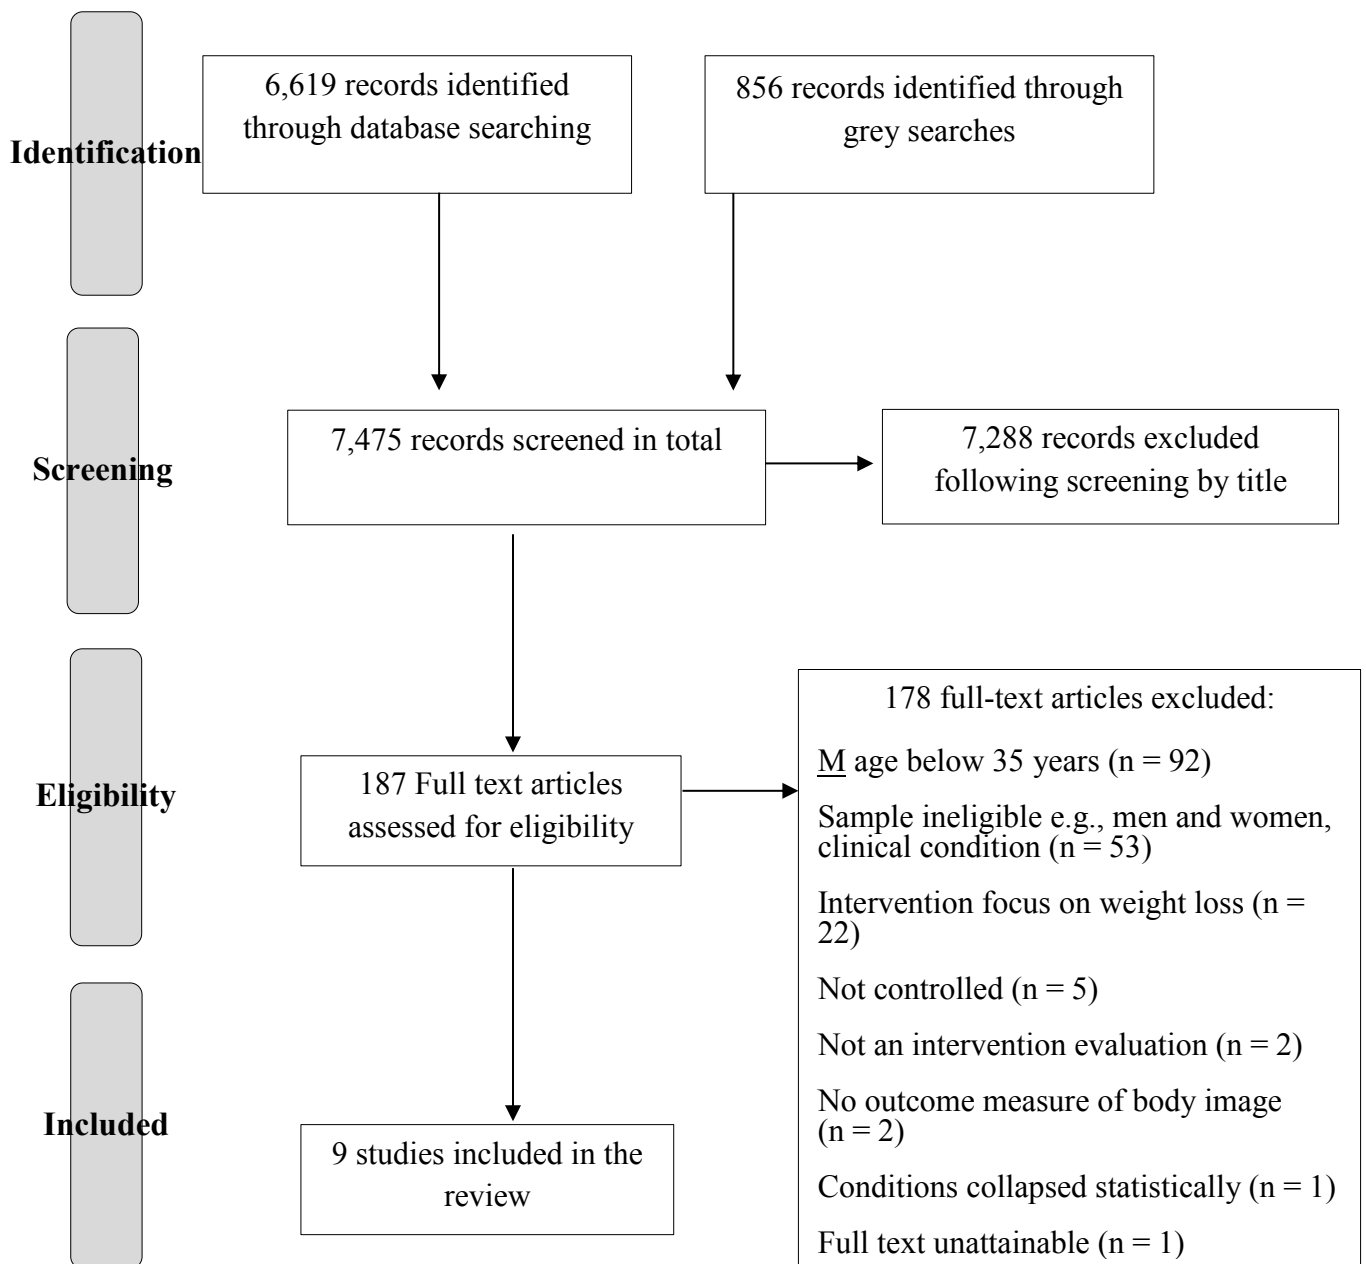 6,619 records identified
through database searching
856 records identified through
grey searches
Identification
7,475 records screened in total
7,288 records excluded
following screening by title
Screening
187 Full text articles
assessed for eligibility
Eligibility
178 full-text articles excluded:
M age below 35 years (n = 92)
Sample ineligible e.g., men and women,
clinical condition (n = 53)
Intervention focus on weight loss (n =
22)
Not controlled (n = 5)
Not an intervention evaluation (n = 2)
No outcome measure of body image
(n = 2)
Conditions collapsed statistically (n = 1)
Full text unattainable (n = 1)
Included
9 studies included in the
review